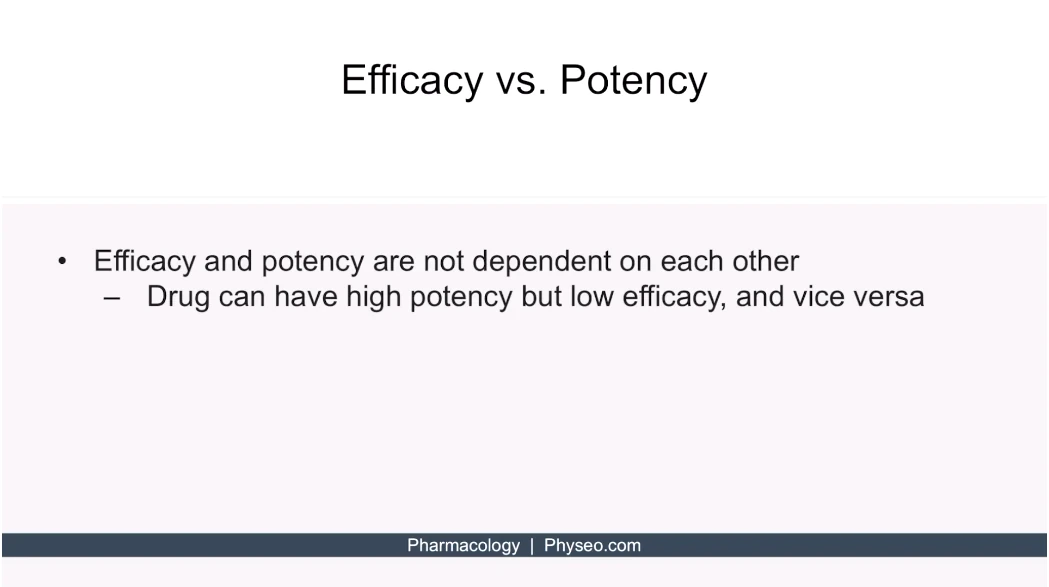 Efficacy vs. Potency
• Efficacy and potency are not dependent on each other
– Drug can have high potency but low efficacy, and vice versa
Pharmacology | Physeo.com